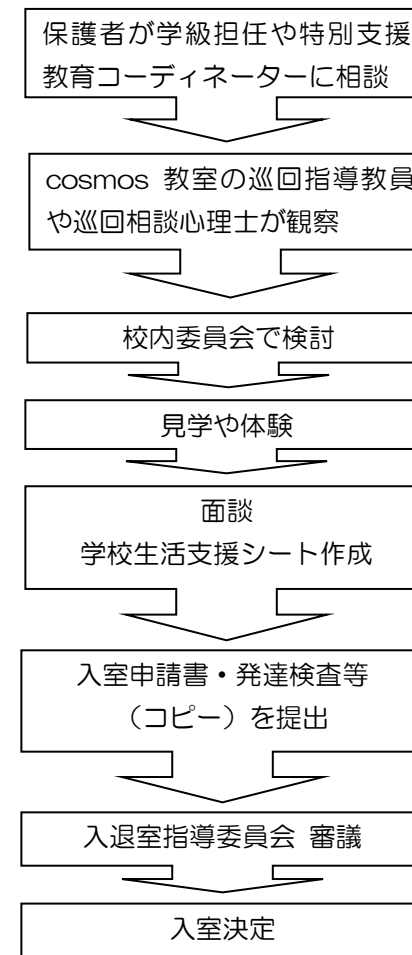 保護者が学級担任や特別支援
教育コーディネーターに相談
cosmos 教室の巡回指導教員
や巡回相談心理士が観察
校内委員会で検討
見学や体験
面談
学校生活支援シート作成
入室申請書・発達検査等
（コピー）を提出
入退室指導委員会 審議
入室決定